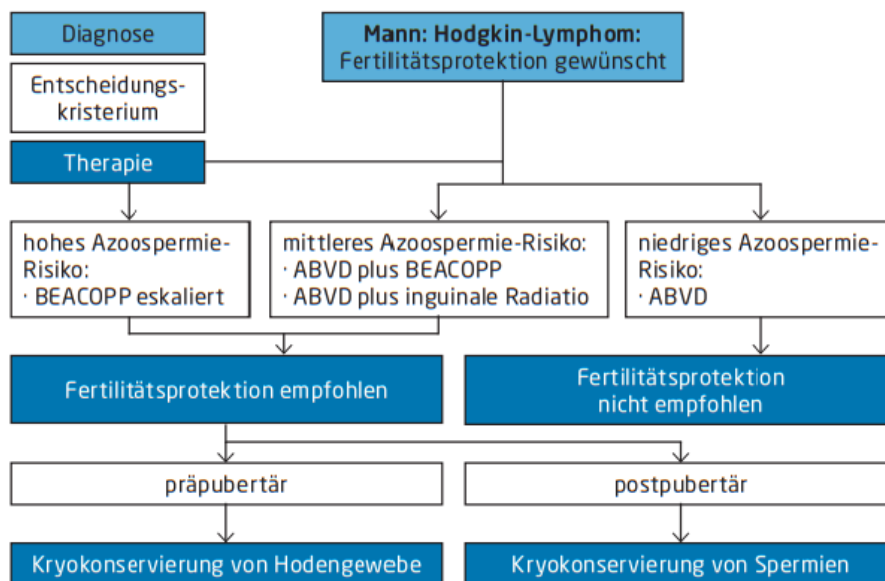 Diagnose
Entscheidungs-
kristerium
Therapie
Mann: Hodgkin-Lymphom:
Fertilitätsprotektion gewünscht
hohes Azoospermie-
Risiko:
· BEACOPP eskaliert
mittleres Azoospermie-Risiko:
· ABVD plus BEACOPP
· ABVD plus inguinale Radiatio
niedriges Azoospermie-
Risiko:
· ABVD
Fertilitätsprotektion empfohlen
Fertilitätsprotektion
nicht empfohlen
präpubertär
postpubertär
Kryokonservierung von Hodengewebe
Kryokonservierung von Spermien